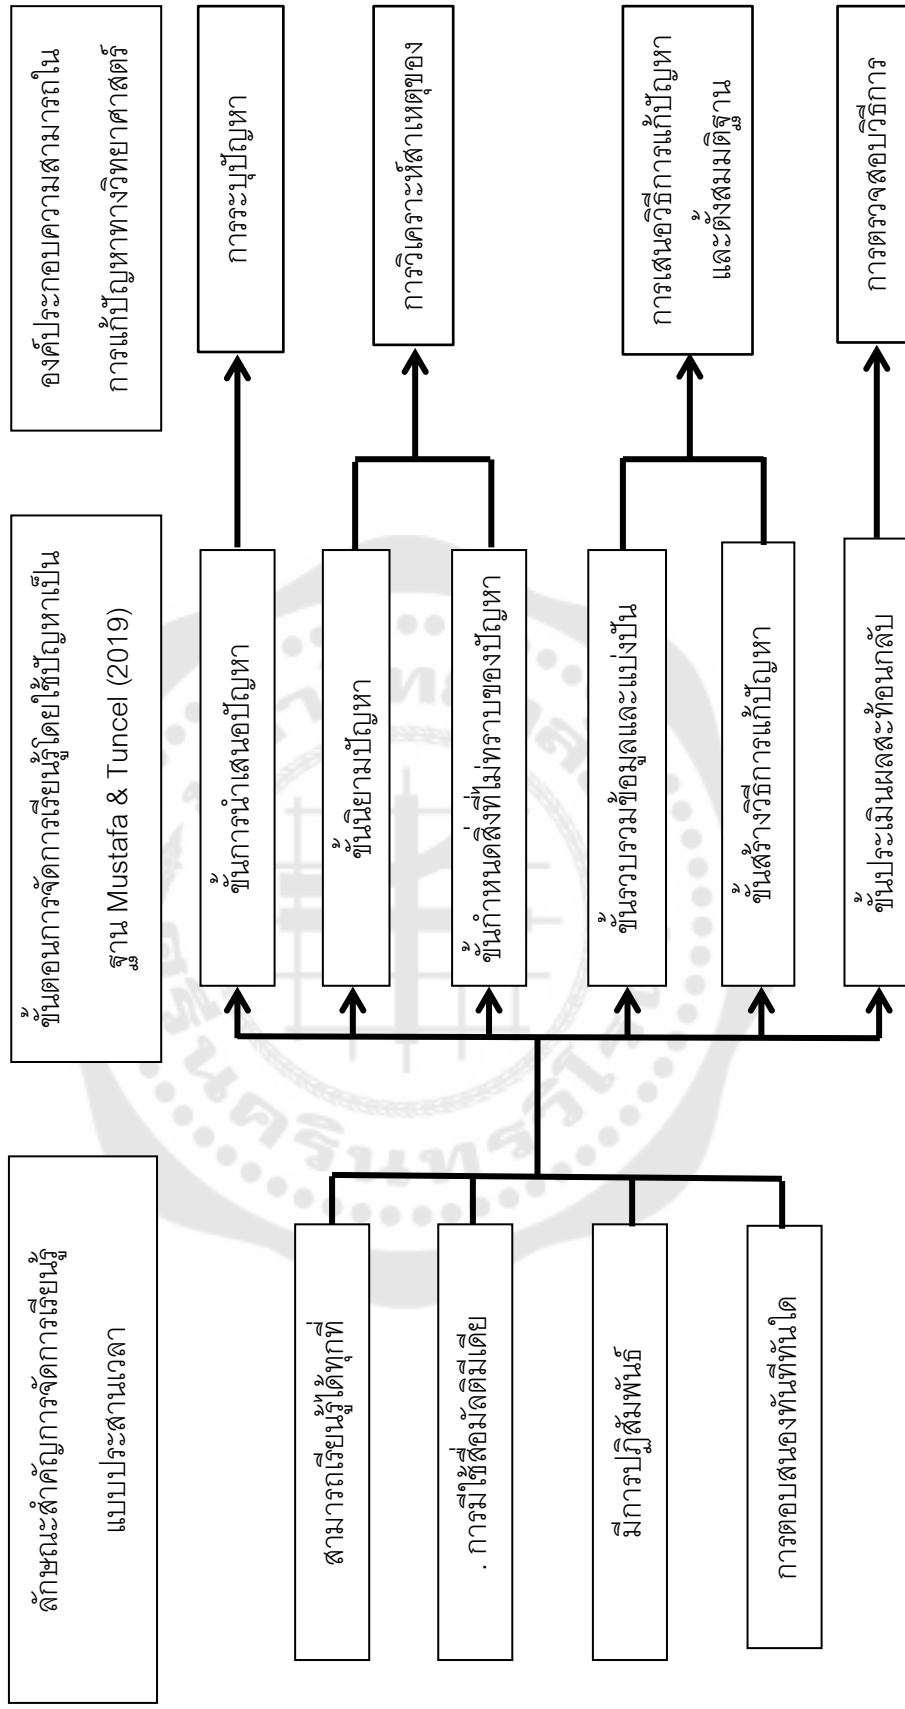 ลักษณะสำคัญการจัดการเรียนรู้
แบบประสานเวลา
สามารถเรียนรู้ได้ทุกที่
. การมีใช้สื่อมัลติมีเดีย
มีการปฏิสัมพันธ์
การตอบสนองทันทีทันใด
ขั้นตอนการจัดการเรียนรู้โดยใช้ปัญหาเป็น
ฐาน Mustafa & Tuncel (2019)
ขั้นการนำเสนอปัญหา
ขั้นนิยามปัญหา
ขั้นกำหนดสิ่งที่ไม่ทราบของปัญหา
ขั้นรวบรวมข้อมูลและแบ่งปัน
ขั้นสร้างวิธีการแก้ปัญหา
ขั้นประเมินผลสะท้อนกลับ
องค์ประกอบความสามารถใน
การแก้ปัญหาทางวิทยาศาสตร์
การระบุปัญหา
การวิเคราะห์สาเหตุของ
การเสนอวิธีการแก้ปัญหา
และตั้งสมมติฐาน
การตรวจสอบวิธีการ